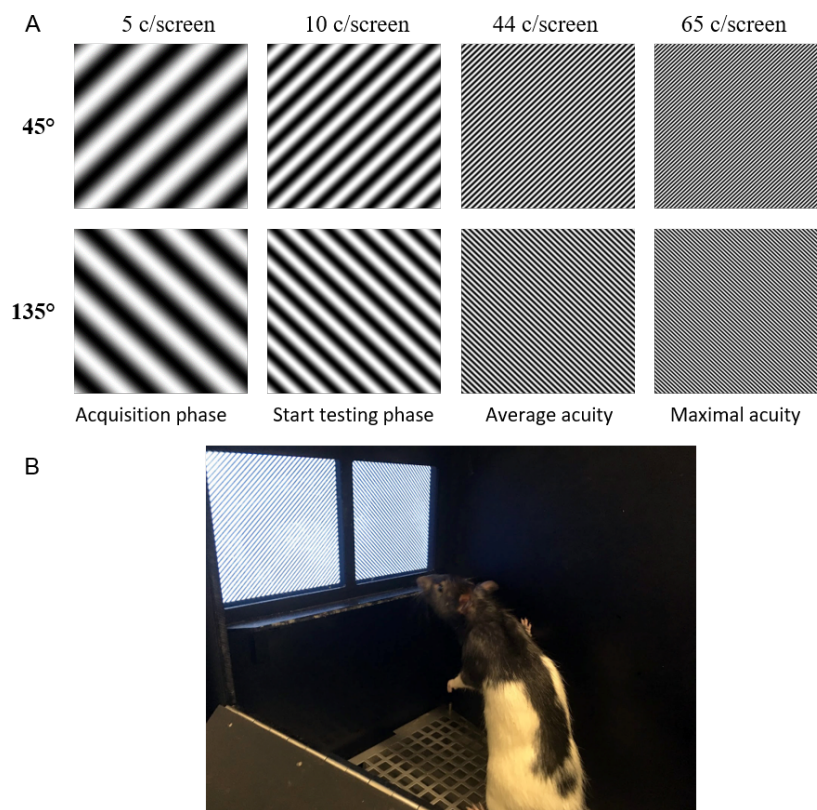 A
5 c/screen 10 c/screen 44 c/screen 65 c/screen
45°
135°
Acquisition phase Start testing phase Average acuity Maximal acuity
B